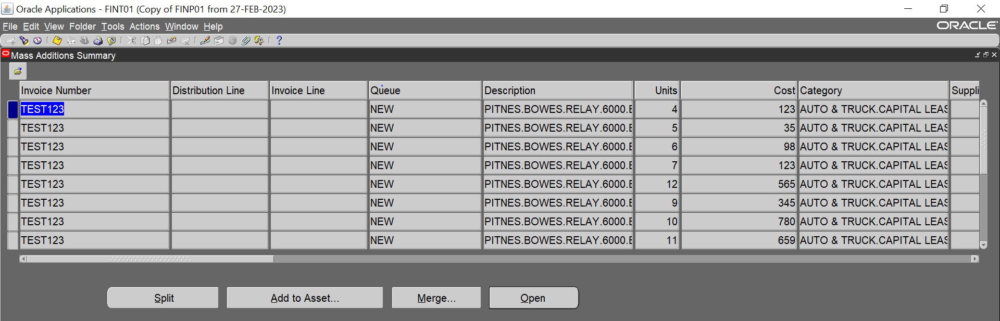 Oracle Applications - FINT01 (Copy of FINP01 from 27-FEB-2023)
File Edit View Folder Tools Actions Window Help
ORACLE
Mass Additions Summary
Invoice Number Distribution Line Invoice Line Queue Description Units Cost Category Suppli
TEST123 NEW PITNES.BOWES.RELAY.6000.E 4 123 AUTO & TRUCK.CAPITAL LEAS
TEST123 NEW PITNES.BOWES.RELAY.6000.E 5 35 AUTO & TRUCK.CAPITAL LEAS
TEST123 NEW PITNES.BOWES.RELAY.6000.E 6 98 AUTO & TRUCK.CAPITAL LEAS
TEST123 NEW PITNES.BOWES.RELAY.6000.E 7 123 AUTO & TRUCK.CAPITAL LEAS
TEST123 NEW PITNES.BOWES.RELAY.6000.E 12 565 AUTO & TRUCK.CAPITAL LEAS
TEST123 NEW PITNES.BOWES.RELAY.6000.E 9 345 AUTO & TRUCK.CAPITAL LEAS
TEST123 NEW PITNES.BOWES.RELAY.6000.E 10 780 AUTO & TRUCK.CAPITAL LEAS
TEST123 NEW PITNES.BOWES.RELAY.6000.E 11 659 AUTO & TRUCK.CAPITAL LEAS
Split Add to Asset... Merge... Open